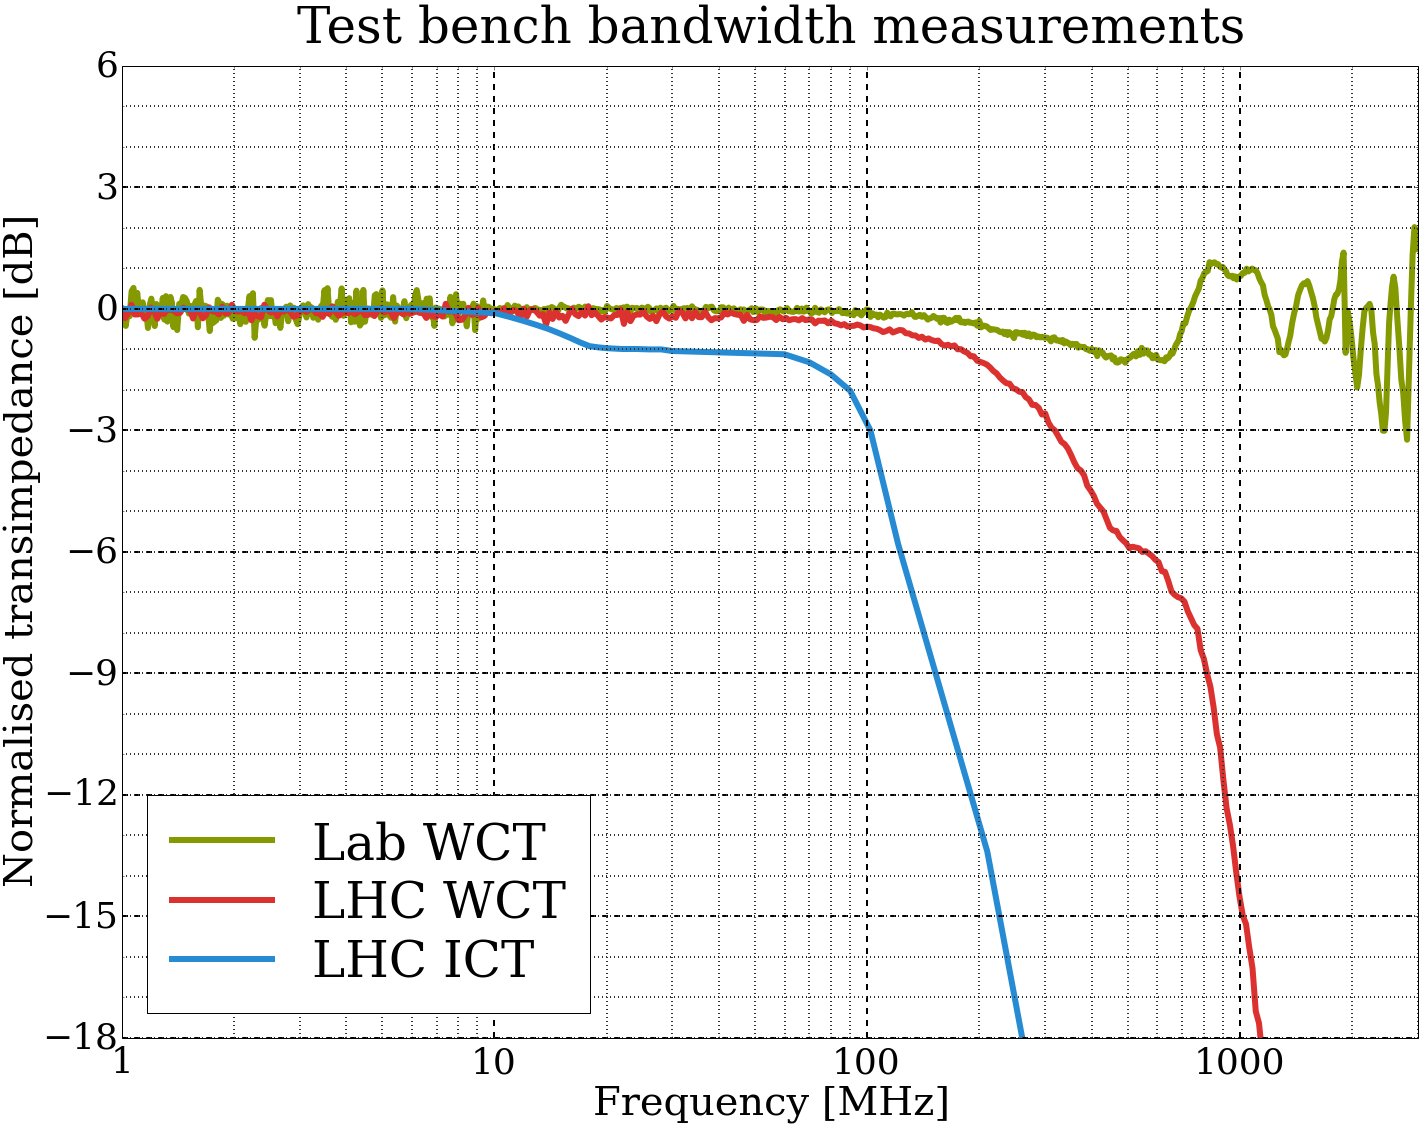 Test bench bandwidth measurements
6
3
0
−3
−6
−9
−12
−15
−18
Normalised transimpedance [dB]
Lab WCT
LHC WCT
LHC ICT
1
10
100
1000
Frequency [MHz]